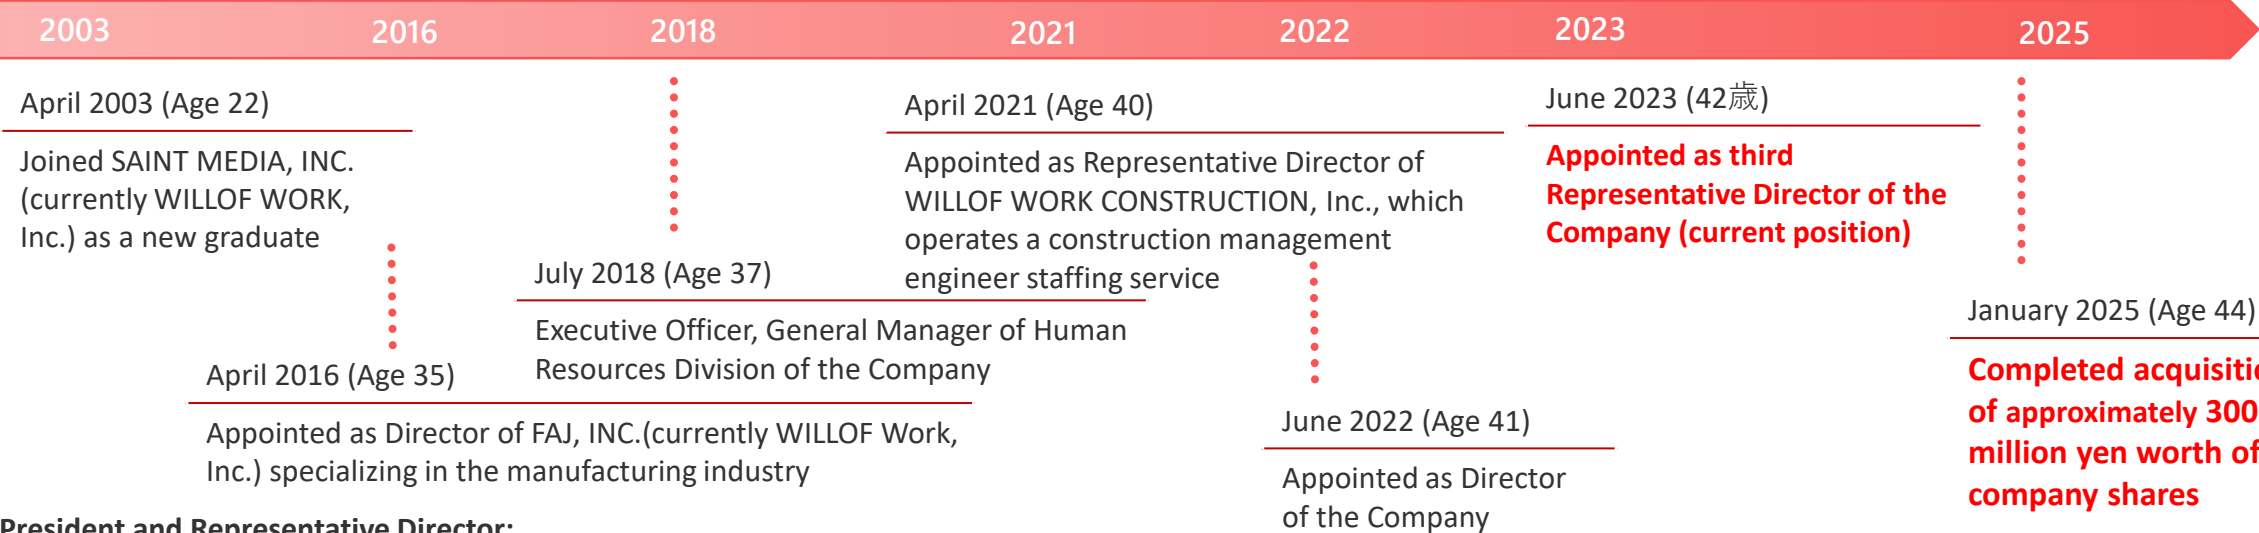 2003
2016
2018
2021
2022
2023
2025
April 2003 (Age 22)
Joined SAINT MEDIA, INC.
(currently WILLOF WORK,
Inc.) as a new graduate
April 2016 (Age 35)
Appointed as Director of FAJ, INC.(currently WILLOF Work,
Inc.) specializing in the manufacturing industry
July 2018 (Age 37)
Executive Officer, General Manager of Human
Resources Division of the Company
April 2021 (Age 40)
Appointed as Representative Director of
WILLOF WORK CONSTRUCTION, Inc., which
operates a construction management
engineer staffing service
June 2022 (Age 41)
Appointed as Director
of the Company
June 2023 (42歳)
Appointed as third
Representative Director of the
Company (current position)
January 2025 (Age 44)
Completed
of approximately 300
million yen worth of
company shares
President and Representative Director: